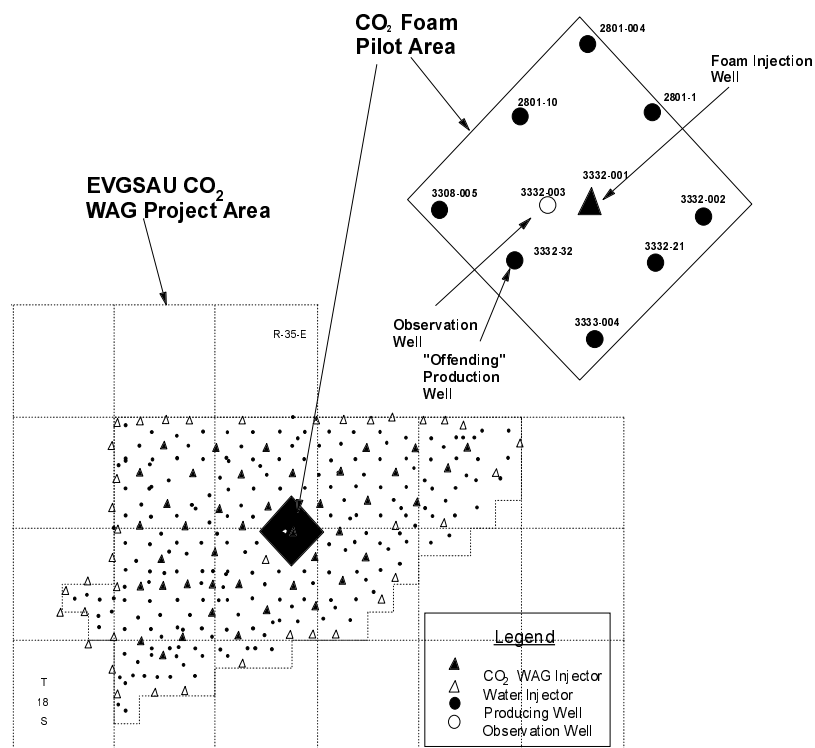 CO2 Foam
Pilot Area
2801-004
Foam Injection
Well
2801-10
2801-1
3332-001
3308-005
3332-003
3332-002
3332-32
3332-21
3333-004
Observation
Well
"Offending"
Production
Well
EVGSAU CO2
WAG Project Area
R-35-E
T
18
S
Legend
CO2 WAG Injector
Water Injector
Producing Well
Observation Well